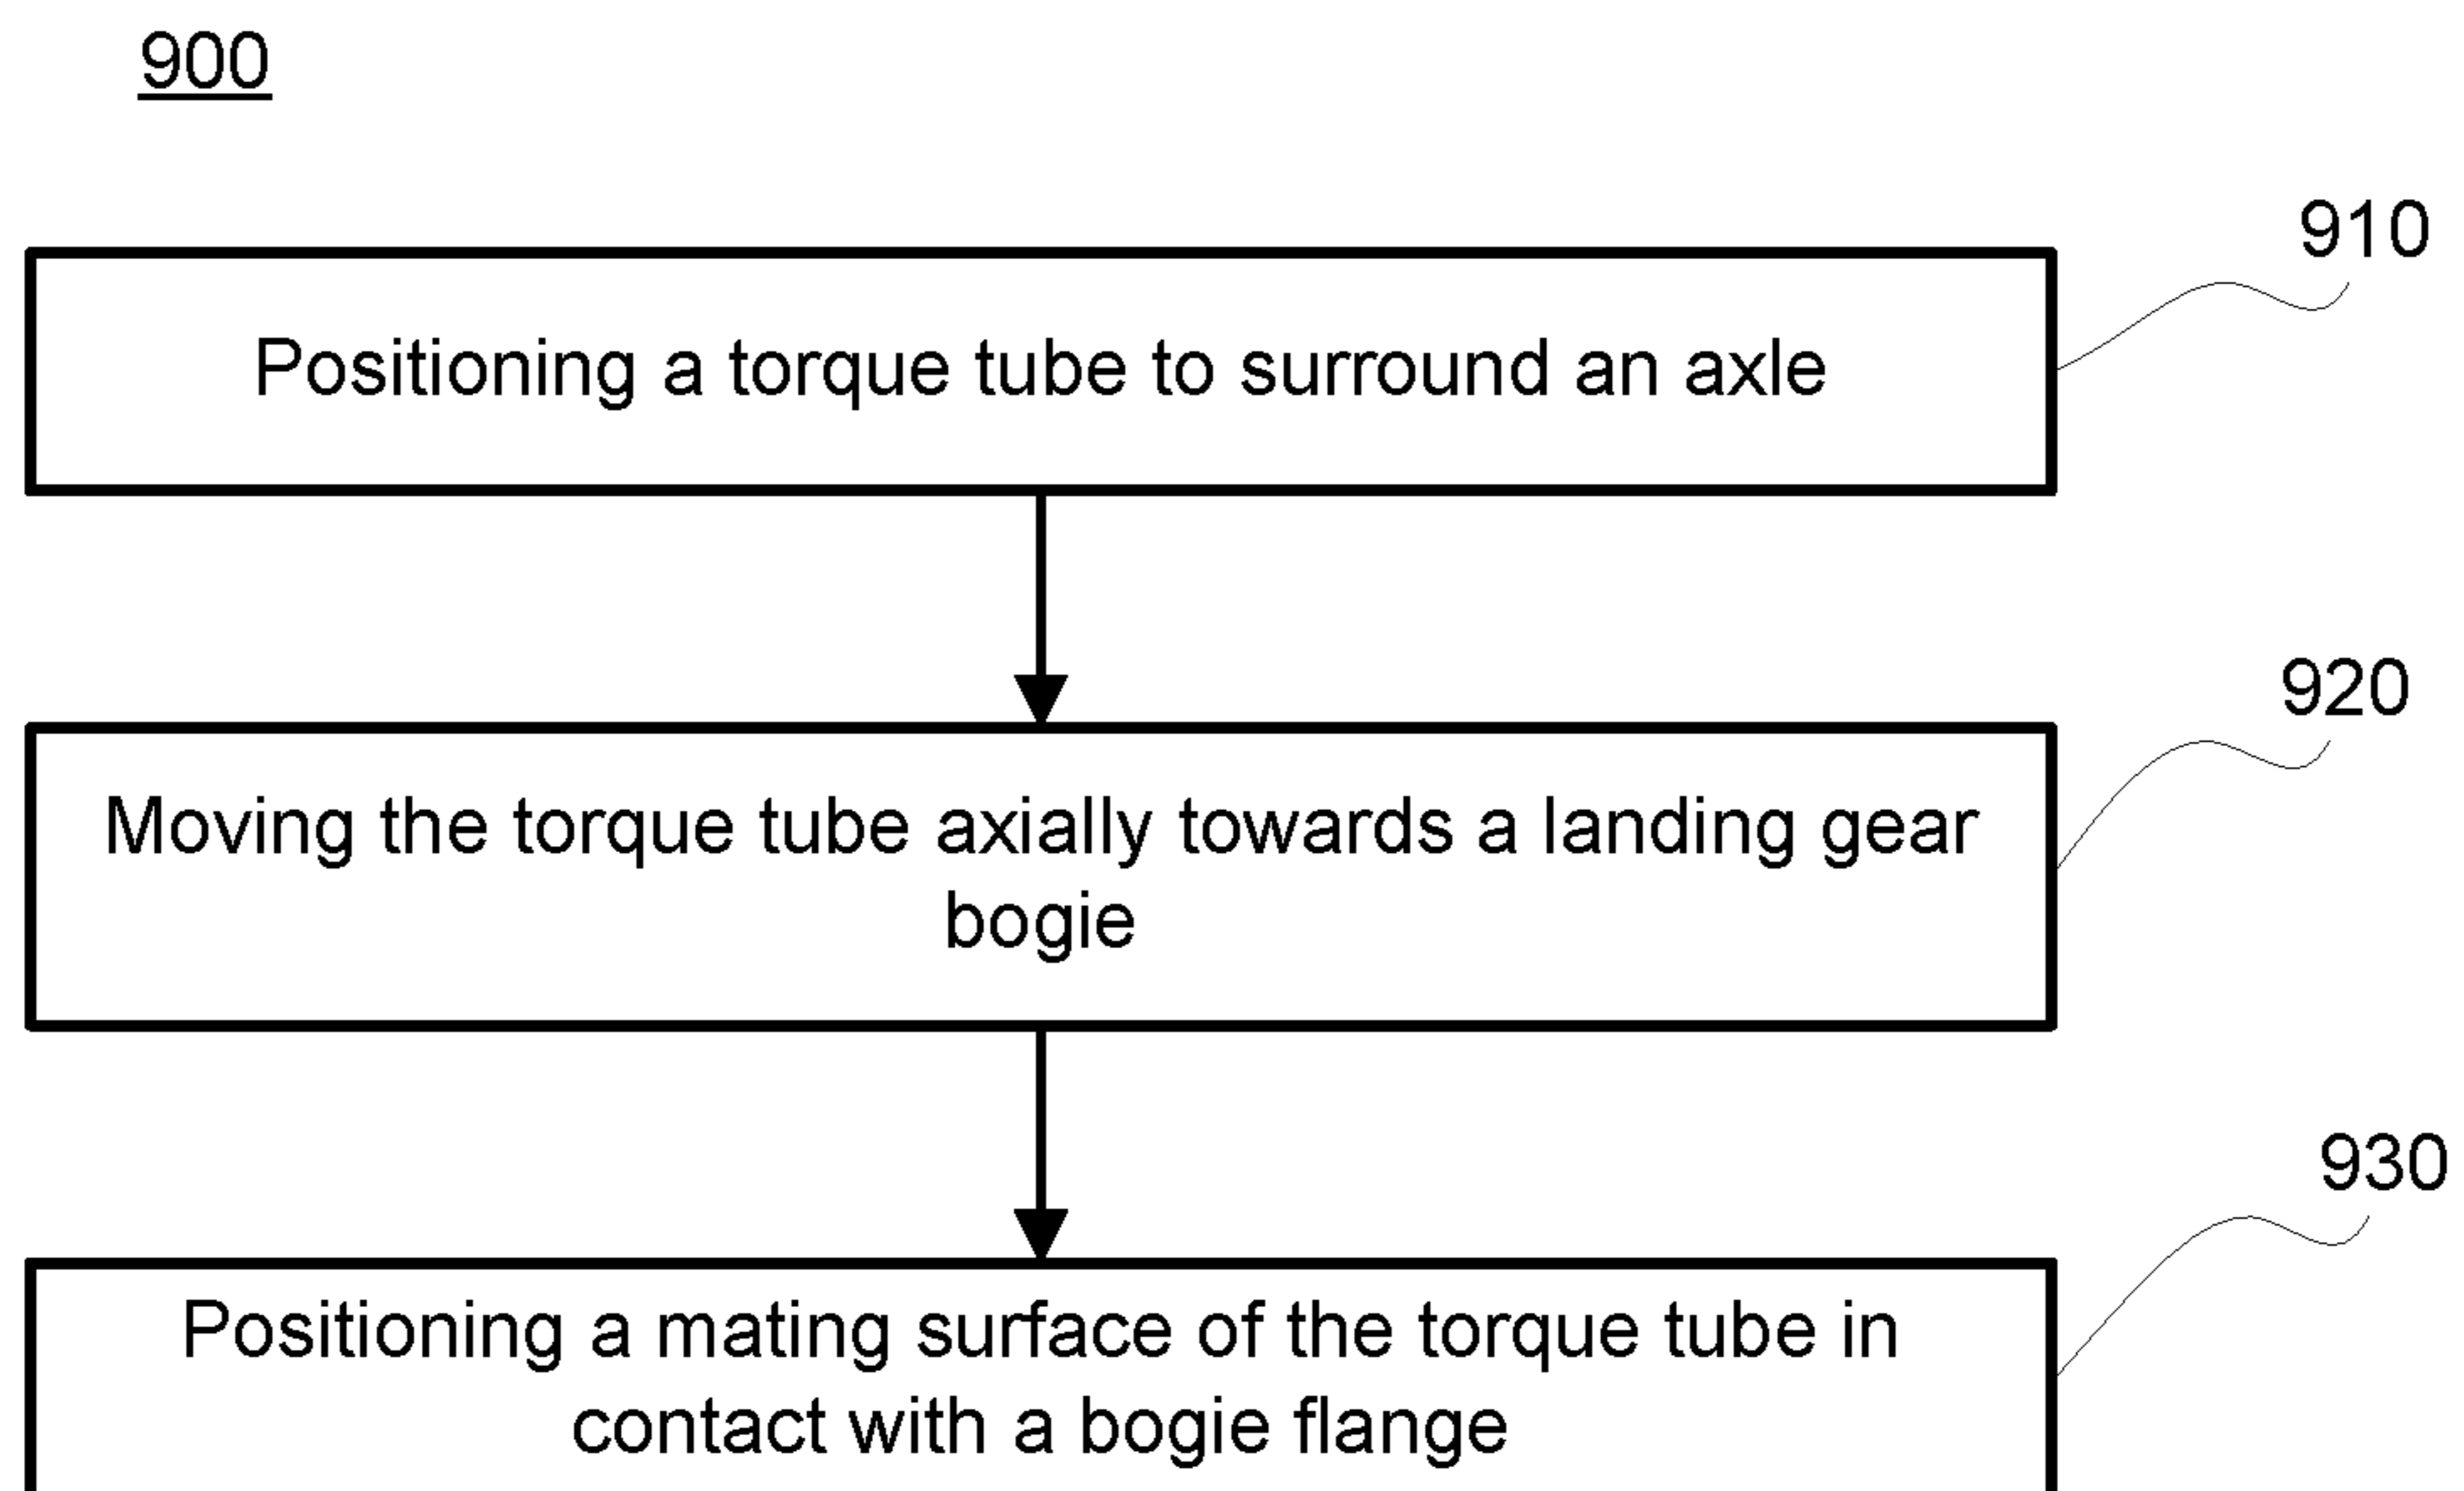 900
910
Positioning a torque tube to surround an axle
920
Moving the torque tube axially towards a landing gear
bogie
930
Positioning a mating surface of the torque tube in
contact with a bogie flange